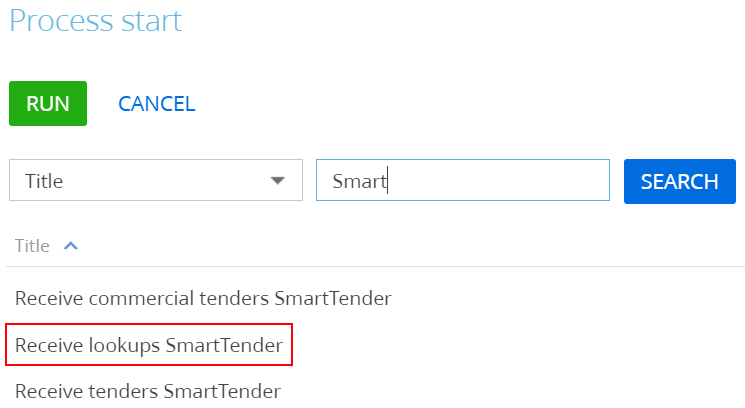 Process start
RUN CANCEL
Title Smart SEARCH
Title
Receive commercial tenders SmartTender
Receive lookups SmartTender
Receive tenders SmartTender